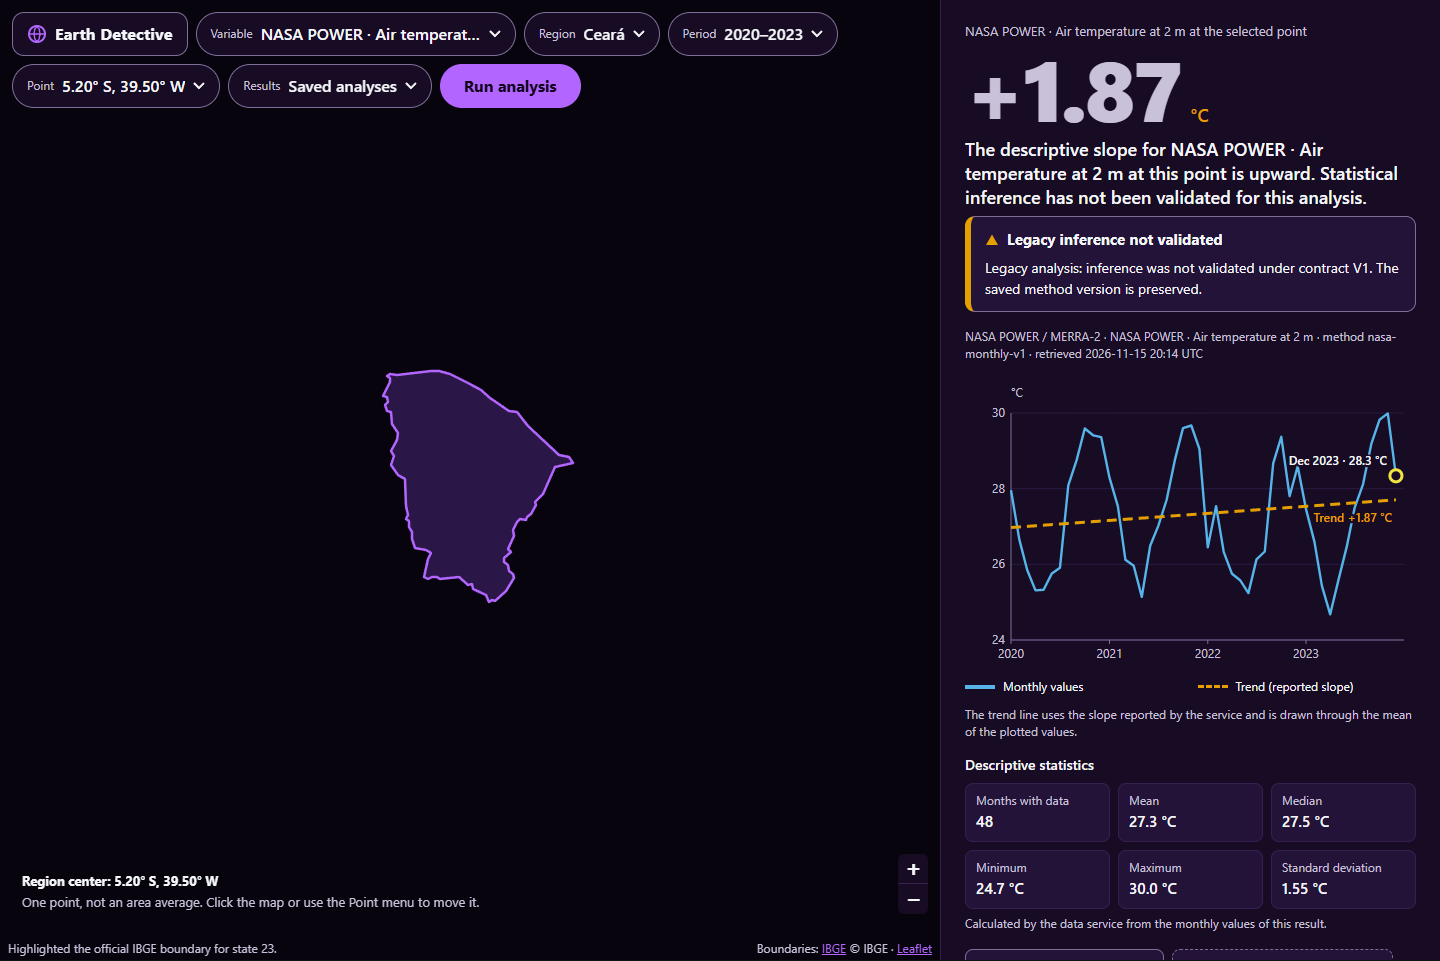 Earth Detective
Variable NASA POWER · Air temperat...
Region Ceará
Period 2020–2023
Point 5.20° S, 39.50° W
Results Saved analyses
Run analysis
Region center: 5.20° S, 39.50° W
One point, not an area average. Click the map or use the Point menu to move it.
+
−
Highlighted the official IBGE boundary for state 23.
Boundaries: IBGE © IBGE · Leaflet
NASA POWER · Air temperature at 2 m at the selected point
+1.87 °C
The descriptive slope for NASA POWER · Air
temperature at 2 m at this point is upward. Statistical
inference has not been validated for this analysis.
Legacy inference not validated
Legacy analysis: inference was not validated under contract V1. The
saved method version is preserved.
NASA POWER / MERRA-2 · NASA POWER · Air temperature at 2 m · method nasa-
monthly-v1 · retrieved 2026-11-15 20:14 UTC
°C
30
Dec 2023 · 28.3 °C
28
Trend +1.87 °C
26
24
2020 2021 2022 2023
Monthly values Trend (reported slope)
The trend line uses the slope reported by the service and is drawn through the mean
of the plotted values.
Descriptive statistics
Months with data Mean Median
48 27.3 °C 27.5 °C
Minimum Maximum Standard deviation
24.7 °C 30.0 °C 1.55 °C
Calculated by the data service from the monthly values of this result.